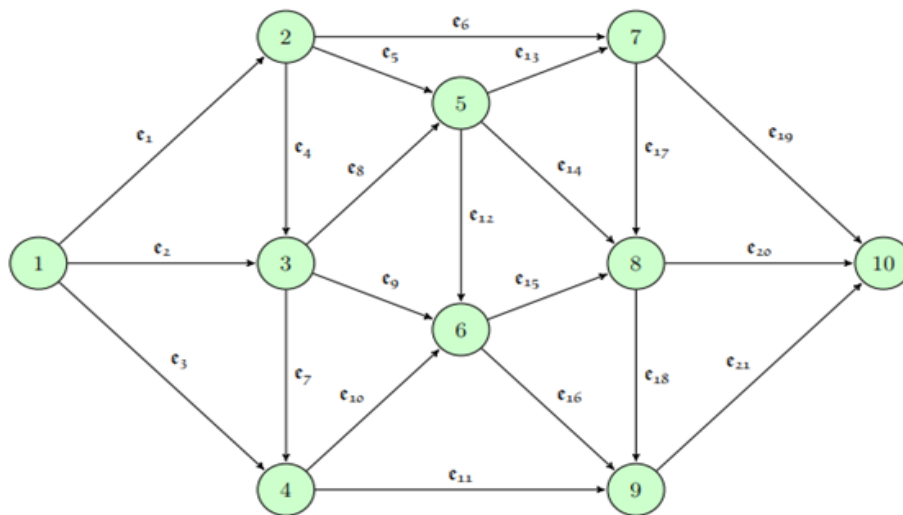 2
𝔢₆
7
𝔢₅
𝔢₁₃
5
𝔢₁
𝔢₄
𝔢₈
𝔢₁₄
𝔢₁₇
𝔢₁₉
𝔢₁₂
1
𝔢₂
3
𝔢₉
𝔢₁₅
8
𝔢₂₀
10
6
𝔢₃
𝔢₇
𝔢₁₀
𝔢₁₆
𝔢₁₈
𝔢₂₁
4
𝔢₁₁
9